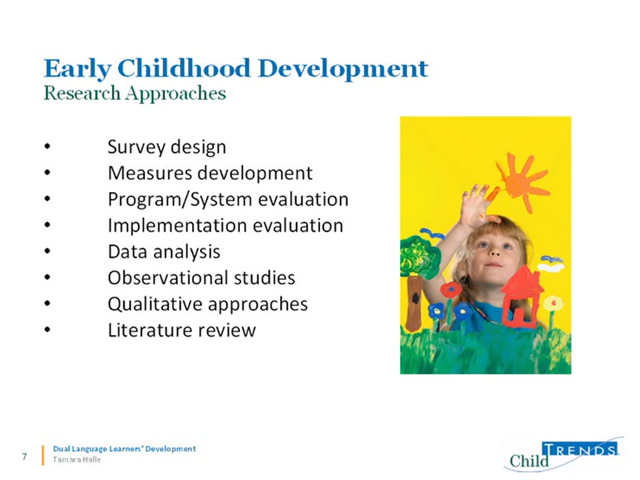 Early Childhood Development
Research Approaches
• Survey design
• Measures development
• Program/System evaluation
• Implementation evaluation
• Data analysis
• Observational studies
• Qualitative approaches
• Literature review
7
Dual Language Learners' Development
Tamara Halle
Child TRENDS